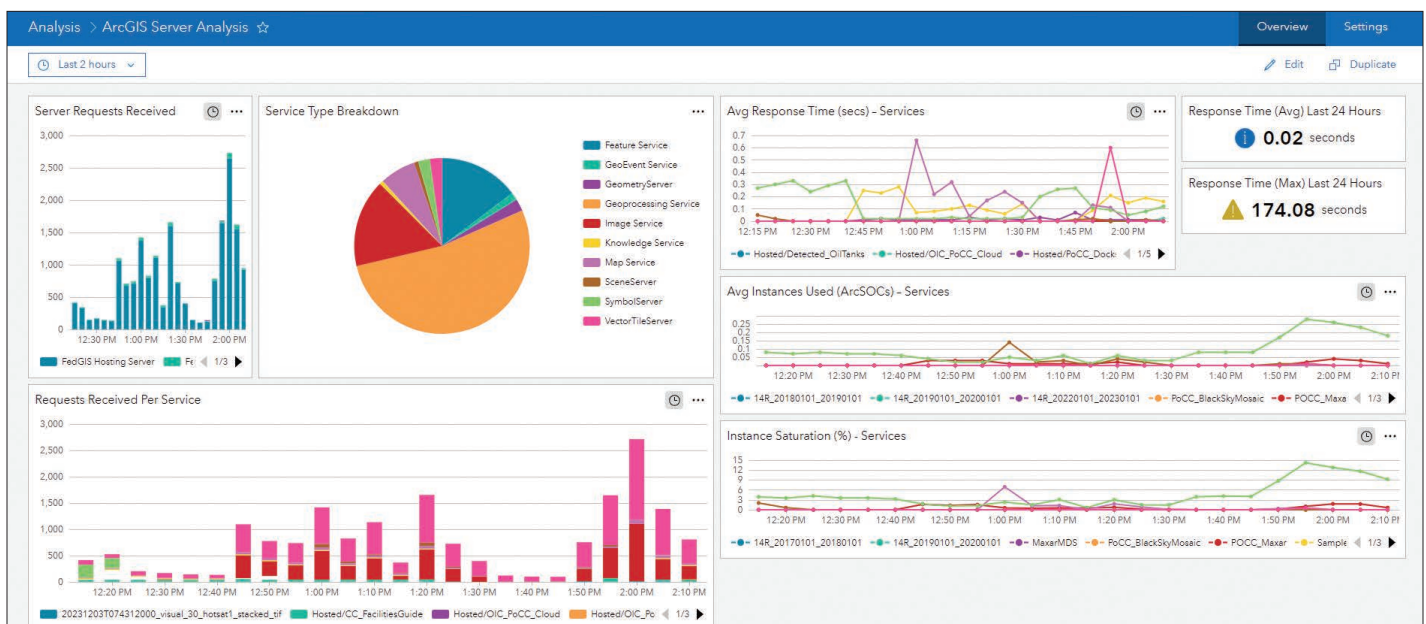 Analysis > ArcGIS Server Analysis
Overview
Settings
Last 2 hours
Edit
Duplicate
Server Requests Received
3,000
2,500
2,000
1,500
1,000
500
0
12:30 PM 1:00 PM 1:30 PM 2:00 PM
FedGIS Hosting Server Fe 1/3
Service Type Breakdown
Feature Service
GeoEvent Service
GeometryServer
Geoprocessing Service
Image Service
Knowledge Service
Map Service
SceneServer
SymbolServer
VectorTileServer
Avg Response Time (secs) – Services
0.7
0.6
0.5
0.4
0.3
0.2
0.1
0
12:15 PM 12:30 PM 12:45 PM 1:00 PM 1:15 PM 1:30 PM 1:45 PM 2:00 PM
Hosted/Detected_OilTanks Hosted/OIC_PoCC_Cloud Hosted/PoCC_Dock 1/5
Response Time (Avg) Last 24 Hours
0.02 seconds
Response Time (Max) Last 24 Hours
174.08 seconds
Avg Instances Used (ArcSOCs) – Services
0.25
0.2
0.15
0.1
0.05
12:20 PM 12:30 PM 12:40 PM 12:50 PM 1:00 PM 1:10 PM 1:20 PM 1:30 PM 1:40 PM 1:50 PM 2:00 PM 2:10 P
14R_20180101_20190101 14R_20190101_20200101 14R_20220101_20230101 PoCC_BlackSkyMosaic POCC_Maxa 1/3
Requests Received Per Service
3,000
2,500
2,000
1,500
1,000
500
0
12:20 PM 12:30 PM 12:40 PM 12:50 PM 1:00 PM 1:10 PM 1:20 PM 1:30 PM 1:40 PM 1:50 PM 2:00 PM 2:10 PM
20231203T074312000_visual_30_hotsat1_stacked_tif Hosted/CC_FacilitiesGuide Hosted/OIC_PoCC_Cloud Hosted/OIC_Po 1/3
Instance Saturation (%) - Services
15
12
9
6
3
0
12:20 PM 12:30 PM 12:40 PM 12:50 PM 1:00 PM 1:10 PM 1:20 PM 1:30 PM 1:40 PM 1:50 PM 2:00 PM 2:10 P
14R_20170101_20180101 14R_20190101_20200101 MaxarMDS PoCC_BlackSkyMosaic POCC_Maxar Sample 1/3